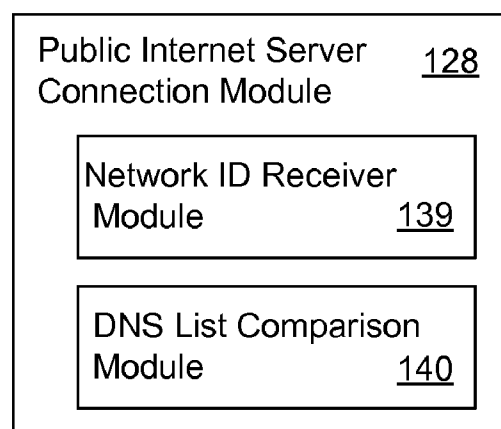 Public Internet Server 128
Connection Module
Network ID Receiver
Module 139
DNS List Comparison
Module 140